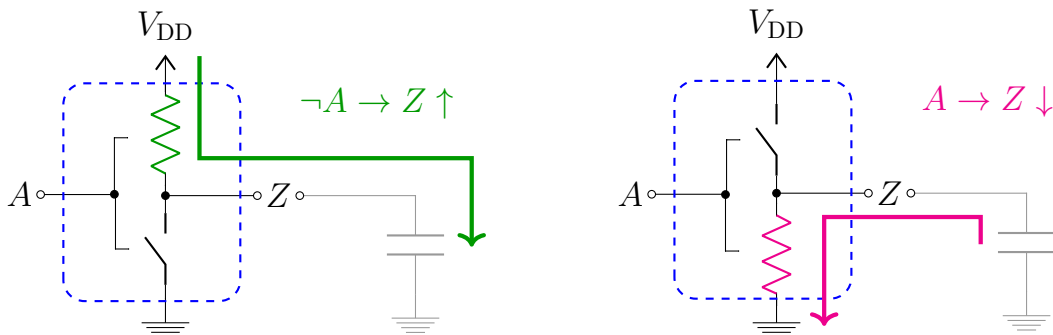 V_DD
¬A → Z ↑
A
Z
V_DD
A → Z ↓
A
Z